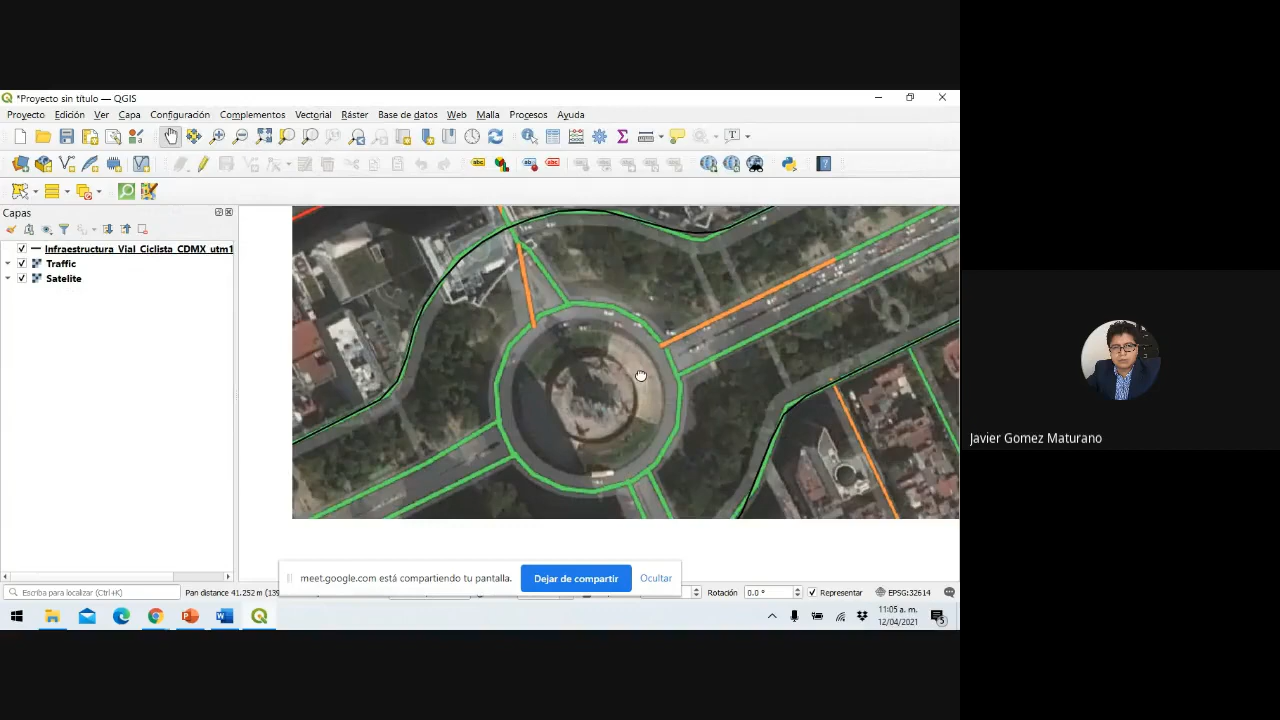 *Proyecto sin título — QGIS
Proyecto Edición Ver Capa Configuración Complementos Vectorial Ráster Base de datos Web Malla Procesos Ayuda
Capas
Infraestructura_Vial_Ciclista_CDMX_utm1
Traffic
Satelite
Javier Gomez Maturano
meet.google.com está compartiendo tu pantalla. Dejar de compartir Ocultar
Escriba para localizar (Ctrl+K) Pan distance 41.252 m Rotación 0.0 ° Representar EPSG:32614
11:05 a. m.
12/04/2021
5